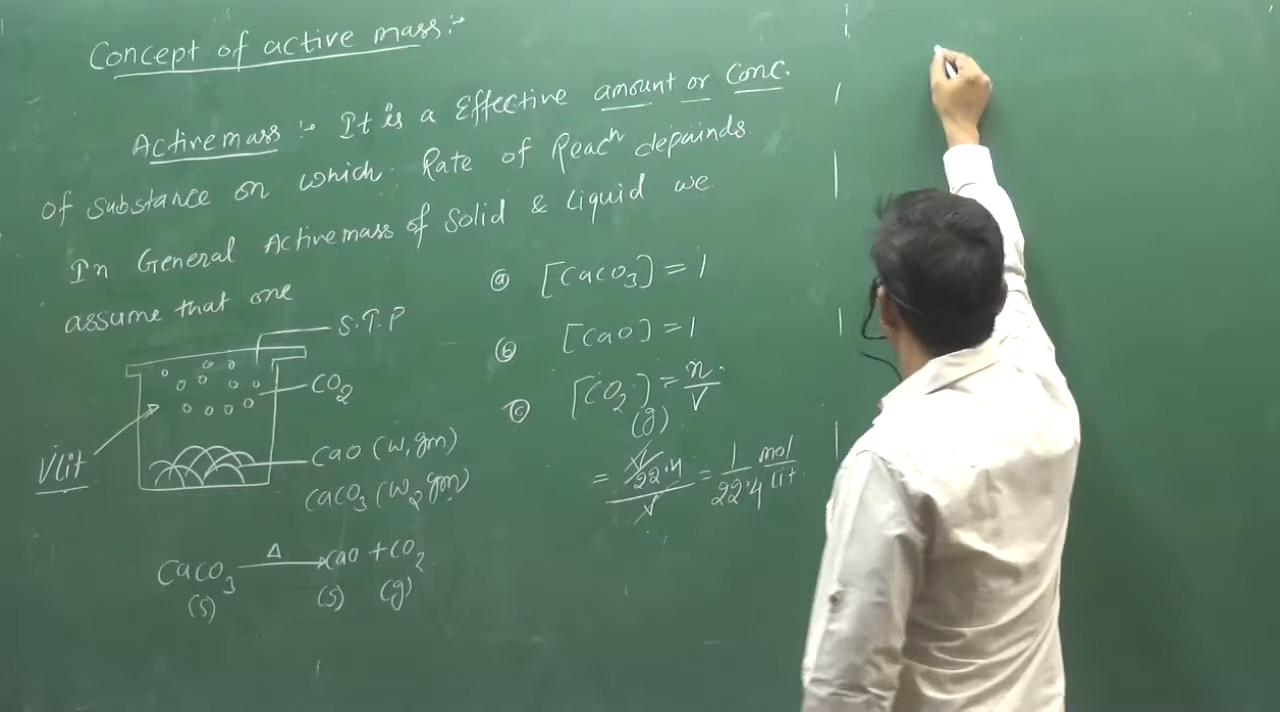 Concept of active mass :-
Active mass :- It is a Effective amount or Conc.
of substance on which Rate of Reacn depainds.
In General Active mass of Solid & Liquid we
assume that one
S.T.P
CO2
V lit
CaO (W1 gm)
CaCO3 (W2 gm)
CaCO3 (s) Δ→ CaO (s) + CO2 (g)
(a) [CaCO3] = 1
(b) [CaO] = 1
(c) [CO2] (g) = n/V
= (V/22.4)/V = 1/22.4 mol/lit.